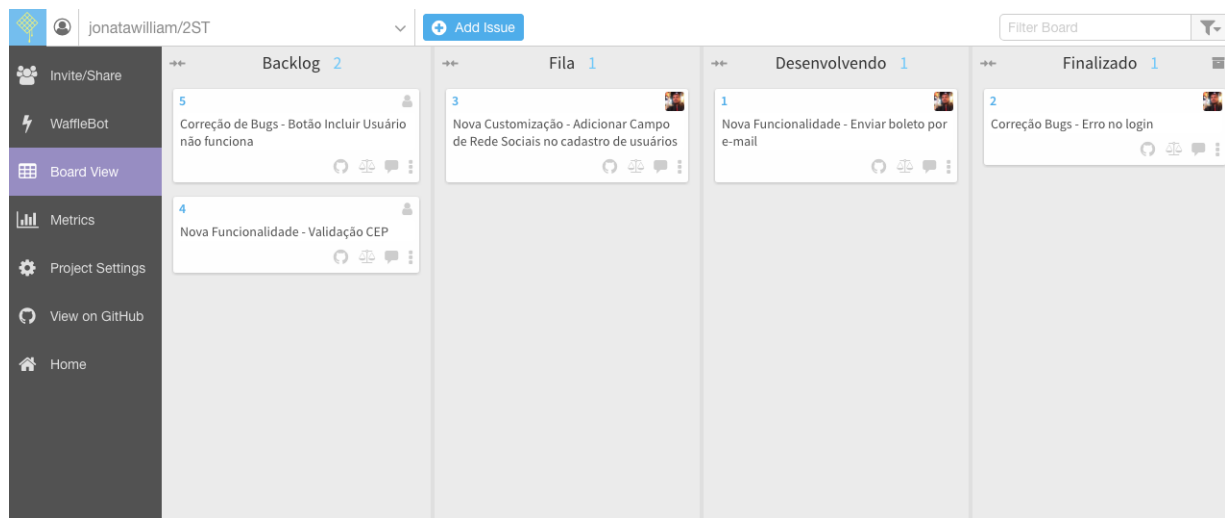 jonatawilliam/2ST
Add Issue
Filter Board
Invite/Share
WaffleBot
Board View
Metrics
Project Settings
View on GitHub
Home
Backlog 2
5
Correção de Bugs - Botão Incluir Usuário
não funciona
4
Nova Funcionalidade - Validação CEP
Fila 1
3
Nova Customização - Adicionar Campo
de Rede Sociais no cadastro de usuários
Desenvolvendo 1
1
Nova Funcionalidade - Enviar boleto por
e-mail
Finalizado 1
2
Correção Bugs - Erro no login